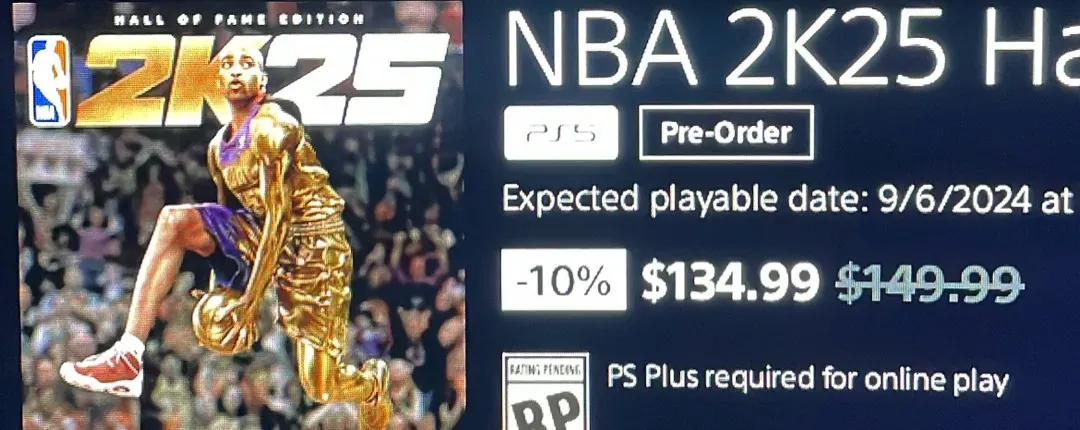 HALL OF FAME EDITION
NBA
2K25
NBA 2K25 Ha
PS5
Pre-Order
Expected playable date: 9/6/2024 at
-10% $134.99 $149.99
RATING PENDING
RP
PS Plus required for online play